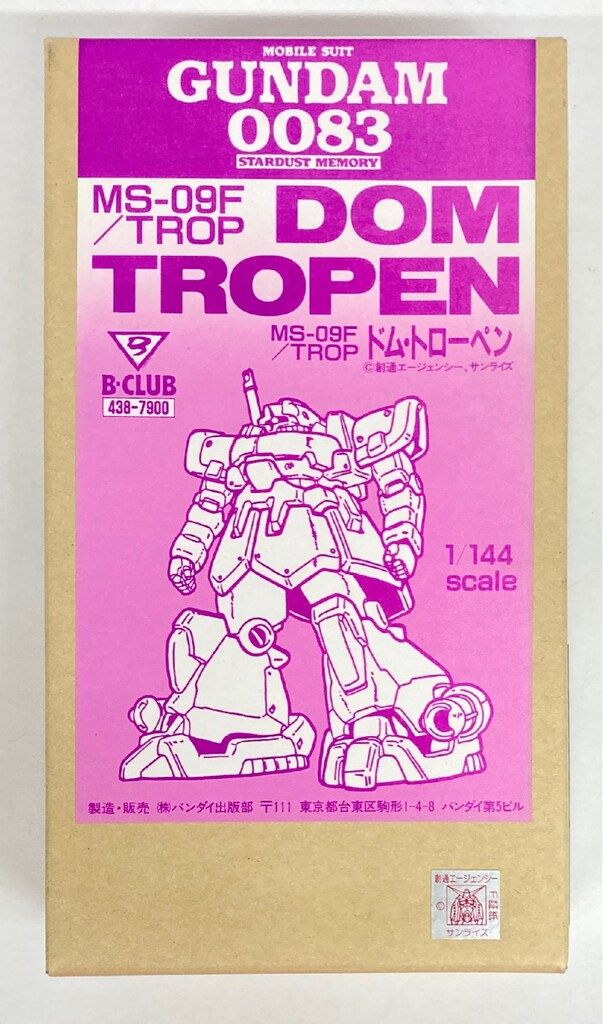 MOBILE SUIT
GUNDAM
0083
STARDUST MEMORY
MS-09F
/TROP
DOM
TROPEN
MS-09F
/TROP
ドム・トローペン
©創通エージェンシー、サンライズ
B-CLUB
438-7900
1/144
scale
製造・販売 ㈱バンダイ出版部 〒111 東京都台東区駒形1-4-8 バンダイ第5ビル
創通エージェンシー
©
サンライズ